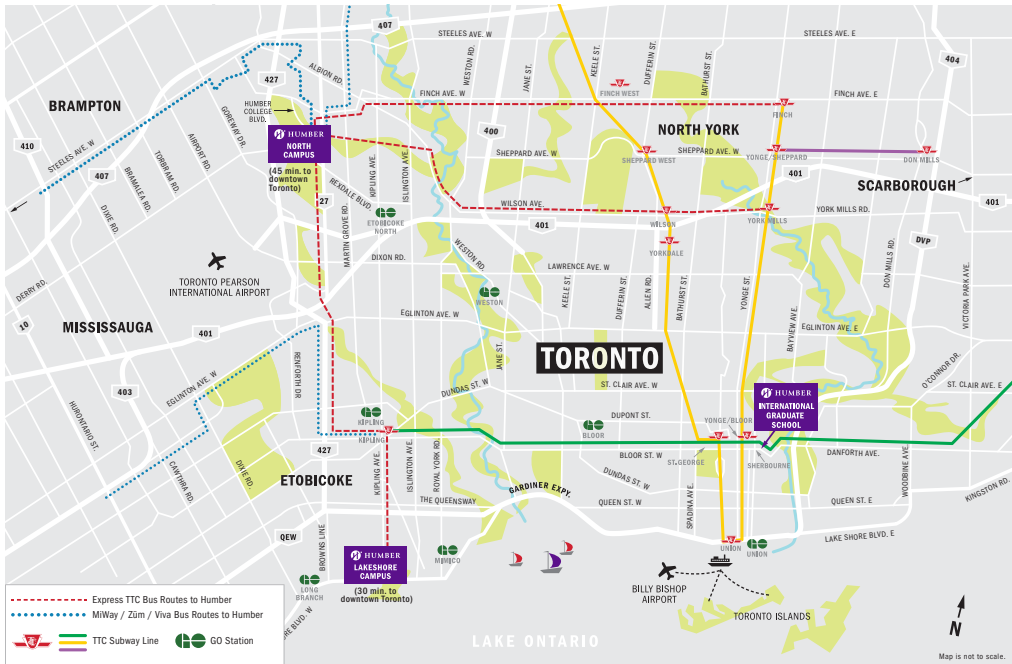 407
STEELES AVE. W
STEELES AVE. E
404
427
ALBION RD.
WESTON RD.
JANE ST.
KEELE ST.
DUFFERIN ST.
BATHURST ST.
FINCH WEST
FINCH AVE. W
FINCH AVE. E
FINCH
BRAMPTON
HUMBER
COLLEGE
BLVD.
GOREWAY DR.
HUMBER
NORTH
CAMPUS
(45 min. to
downtown
Toronto)
410
STEELES AVE. W
407
AIRPORT RD.
TORBRAM RD.
BRAMALEA RD.
DIXIE RD.
400
NORTH YORK
SHEPPARD AVE. W
SHEPPARD WEST
SHEPPARD AVE. W
YONGE/SHEPPARD
DON MILLS
401
SCARBOROUGH
401
KIPLING AVE.
ISLINGTON AVE.
REXDALE BLVD.
27
MARTIN GROVE RD.
ETOBICOKE
NORTH
WILSON AVE.
401
WILSON
YORK MILLS
YORK MILLS RD.
YORKDALE
DVP
DIXON RD.
WESTON RD.
LAWRENCE AVE. W
TORONTO PEARSON
INTERNATIONAL AIRPORT
WESTON
KEELE ST.
DUFFERIN ST.
ALLEN RD.
BATHURST ST.
YONGE ST.
BAYVIEW AVE.
DON MILLS RD.
VICTORIA PARK AVE.
DERRY RD.
10
MISSISSAUGA
401
EGLINTON AVE. W
EGLINTON AVE. E
JANE ST.
TORONTO
RENFORTH DR
403
EGLINTON AVE. W
HURONTARIO ST.
DUNDAS ST. W
ST. CLAIR AVE. W
O'CONNOR DR.
ST. CLAIR AVE. E
HUMBER
INTERNATIONAL
GRADUATE
SCHOOL
KIPLING
KIPLING
BLOOR
DUPONT ST.
YONGE/BLOOR
BLOOR ST. W
ST.GEORGE
SHERBOURNE
DANFORTH AVE.
427
CAWTHRA RD.
DIXIE RD.
ETOBICOKE
KIPLING AVE.
ISLINGTON AVE.
ROYAL YORK RD.
THE QUEENSWAY
GARDINER EXPY.
DUNDAS ST. W
QUEEN ST. W
SPADINA AVE.
QUEEN ST. E
WOODBINE AVE.
KINGSTON RD.
LAKE SHORE BLVD. E
QEW
BROWNS LINE
HUMBER
LAKESHORE
CAMPUS
(30 min. to
downtown Toronto)
MIMICO
LONG
BRANCH
ORE BLVD. W
UNION
UNION
BILLY BISHOP
AIRPORT
TORONTO ISLANDS
LAKE ONTARIO
Express TTC Bus Routes to Humber
MiWay / Züm / Viva Bus Routes to Humber
TTC Subway Line
GO Station
N
Map is not to scale.